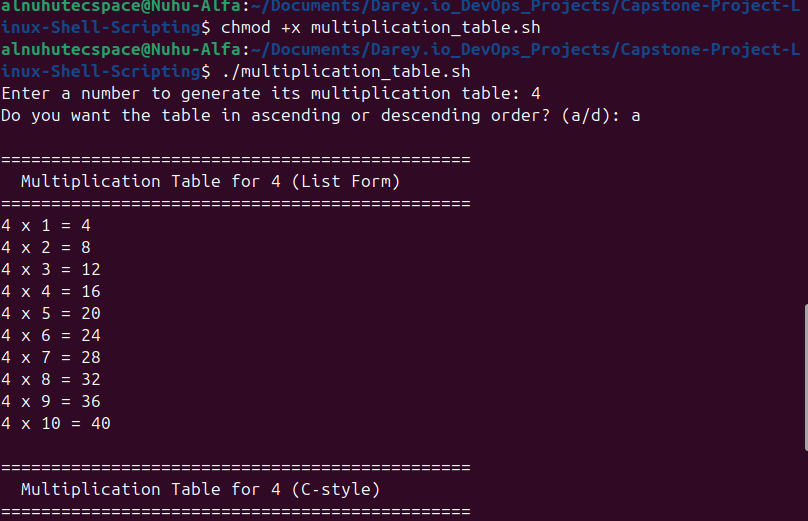 alnuhutecspace@Nuhu-Alfa:~/Documents/Darey.io_DevOps_Projects/Capstone-Project-L
inux-Shell-Scripting$ chmod +x multiplication_table.sh
alnuhutecspace@Nuhu-Alfa:~/Documents/Darey.io_DevOps_Projects/Capstone-Project-L
inux-Shell-Scripting$ ./multiplication_table.sh
Enter a number to generate its multiplication table: 4
Do you want the table in ascending or descending order? (a/d): a
===============================================
Multiplication Table for 4 (List Form)
===============================================
4 x 1 = 4
4 x 2 = 8
4 x 3 = 12
4 x 4 = 16
4 x 5 = 20
4 x 6 = 24
4 x 7 = 28
4 x 8 = 32
4 x 9 = 36
4 x 10 = 40
===============================================
Multiplication Table for 4 (C-style)
===============================================